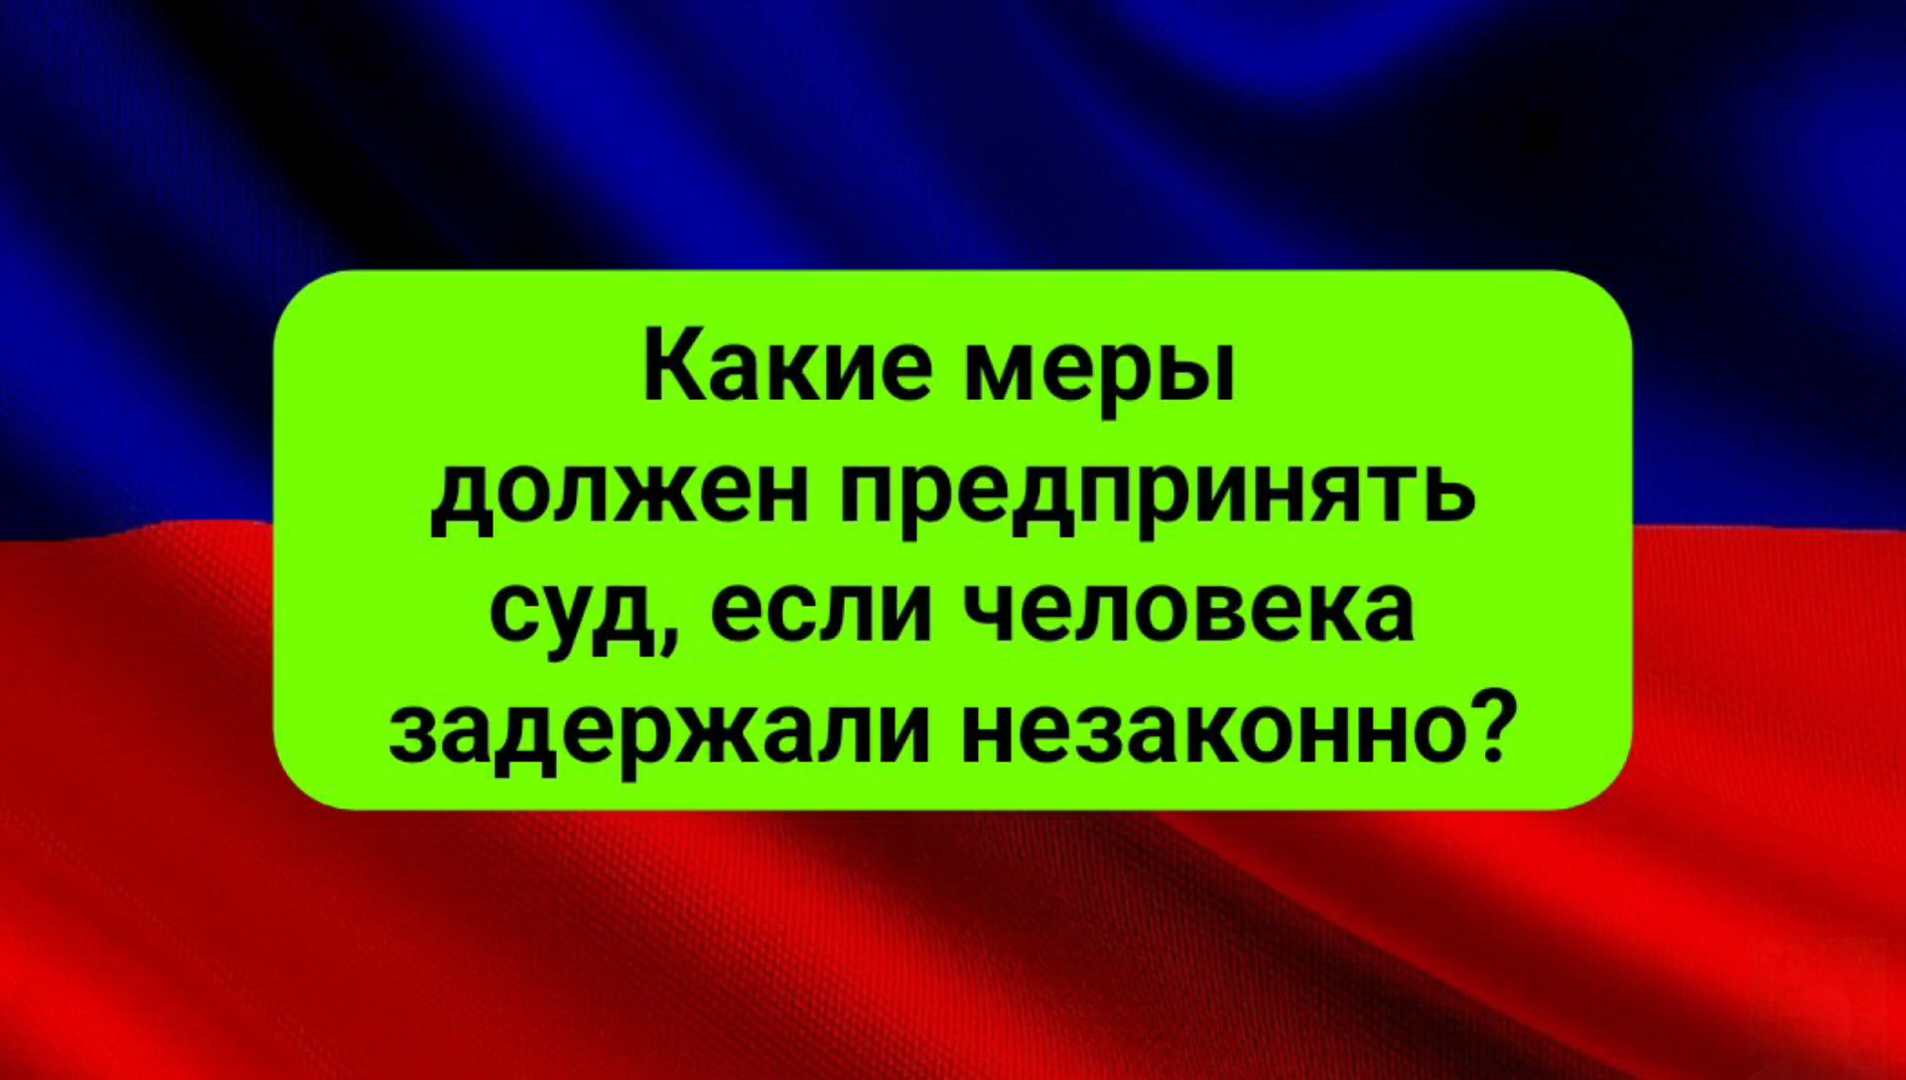 Какие меры
должен предпринять
суд, если человека
задержали незаконно?